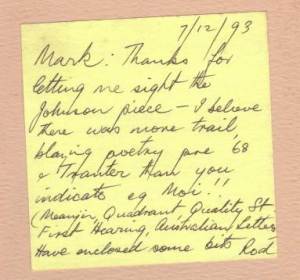 7/12/93
Mark: Thanks for
letting me sight the
Johnson piece – I believe
there was more trail
blazing poetry pre '68
& Tranter than you
indicate eg Moi!!
(Meanjin, Quadrant, Quality St
First Hearing, Australian Letters
Have enclosed some bits Rod